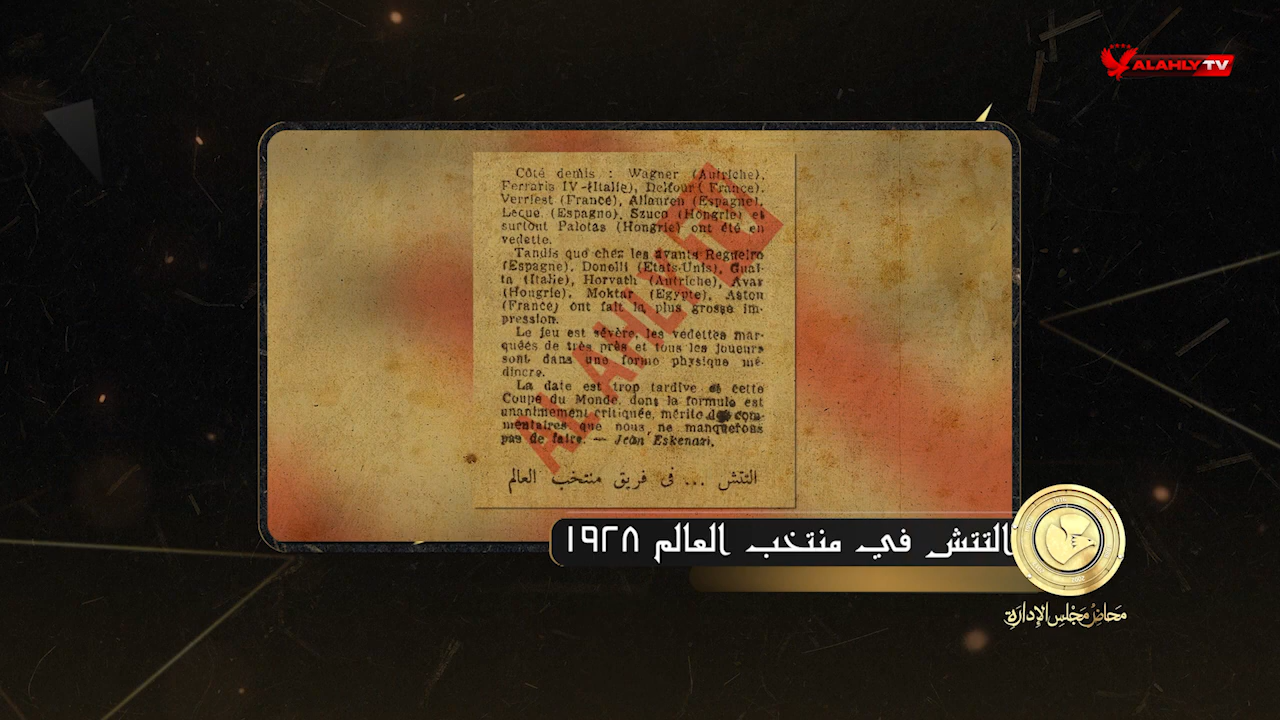 ALAHLY TV
Côté demis : Wagner (Autriche),
Ferraris IV (Italie), Delfour (France),
Verriest (France), Allauren (Espagne),
Lecue (Espagne), Szuco (Hongrie) et
surtout Palotas (Hongrie) ont été en
vedette.
Tandis que chez les avants Regueiro
(Espagne), Donelli (Etats-Unis), Guai-
ta (Italie), Horvath (Autriche), Avar
(Hongrie), Moktar (Egypte), Aston
(France) ont fait la plus grosse im-
pression.
Le jeu est sévère, les vedettes mar-
quées de très près et tous les joueurs
sont dans une forme physique mé-
diocre.
La date est trop tardive et cette
Coupe du Monde, dont la formule est
unanimement critiquée, mérite des com-
mentaires que nous ne manquerons
pas de faire. — Jean Eskenazi.
ALAHLY TV
التتش ... فى فريق منتخب العالم
التتش في منتخب العالم ١٩٢٨
محاضر مجلس الإدارة